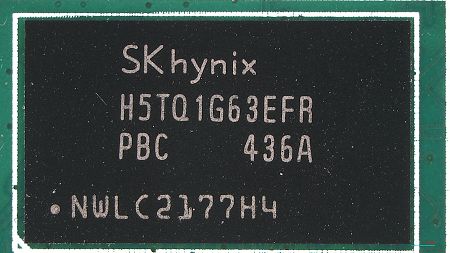 SKhynix
H5TQ1G63EFR
PBC 436A
NWLC2177H4